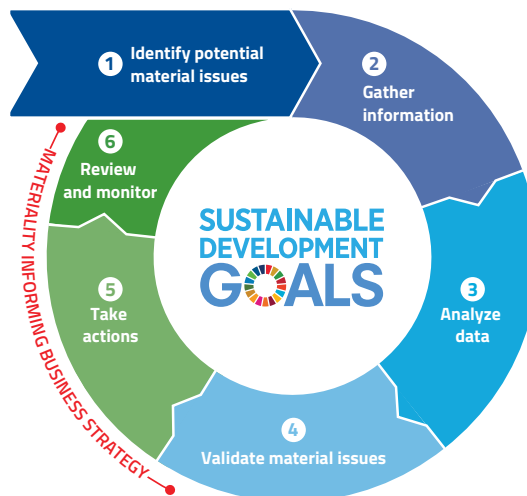 1 Identify potential
material issues
2
Gather
information
3
Analyze
data
4
Validate material issues
5
Take
actions
6
Review
and monitor
MATERIALITY INFORMING BUSINESS STRATEGY
SUSTAINABLE
DEVELOPMENT
GOALS